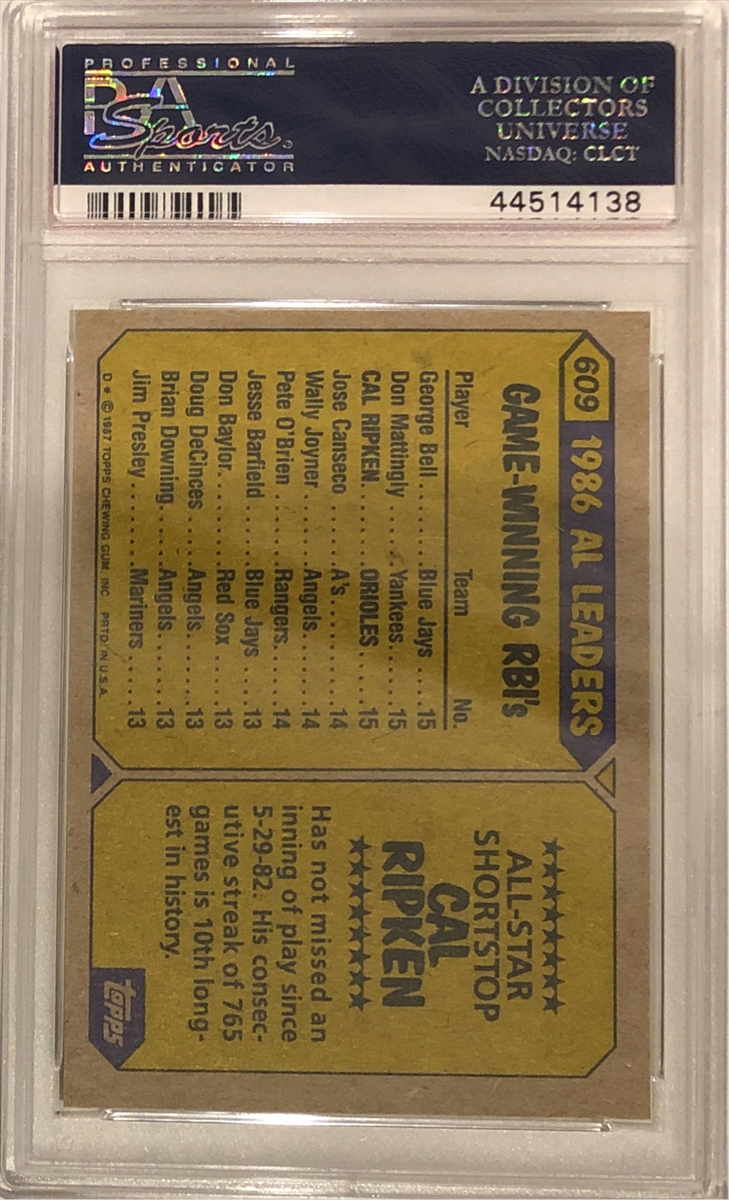 PROFESSIONAL
PSA
Sports
AUTHENTICATOR
A DIVISION OF
COLLECTORS
UNIVERSE
NASDAQ: CLCT
44514138
609 1986 AL LEADERS
GAME-WINNING RBI's
Player Team No.
George Bell........Blue Jays....15
Don Mattingly.....Yankees.....15
CAL RIPKEN......ORIOLES....15
Jose Canseco.....A's.........14
Wally Joyner.......Angels......14
Pete O'Brien.......Rangers.....14
Jesse Barfield.....Blue Jays....13
Don Baylor........Red Sox.....13
Doug DeCinces.....Angels......13
Brian Downing......Angels......13
Jim Presley........Mariners.....13
D * © 1987 TOPPS CHEWING GUM, INC. PRTD. IN U.S.A.
ALL-STAR
SHORTSTOP
CAL
RIPKEN
Has not missed an
inning of play since
5-29-82. His consec-
utive streak of 765
games is 10th long-
est in history.
topps